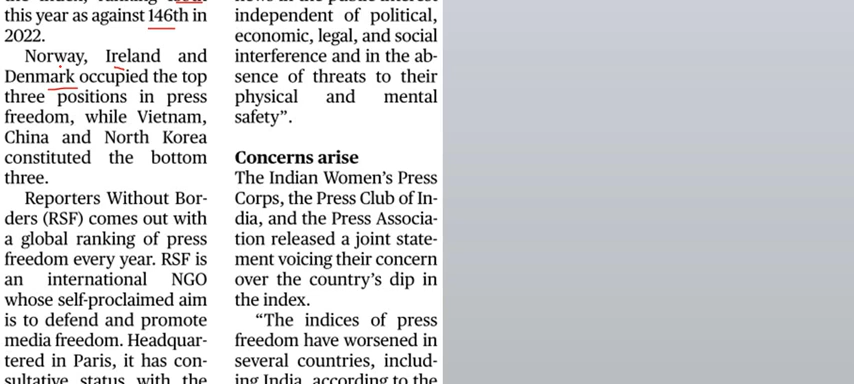 this year as against 146th in
2022.
Norway, Ireland and
Denmark occupied the top
three positions in press
freedom, while Vietnam,
China and North Korea
constituted the bottom
three.
Reporters Without Bor-
ders (RSF) comes out with
a global ranking of press
freedom every year. RSF is
an international NGO
whose self-proclaimed aim
is to defend and promote
media freedom. Headquar-
tered in Paris, it has con-
sultative status with the
independent of political,
economic, legal, and social
interference and in the ab-
sence of threats to their
physical and mental
safety”.
Concerns arise
The Indian Women’s Press
Corps, the Press Club of In-
dia, and the Press Associa-
tion released a joint state-
ment voicing their concern
over the country’s dip in
the index.
“The indices of press
freedom have worsened in
several countries, includ-
ing India, according to the